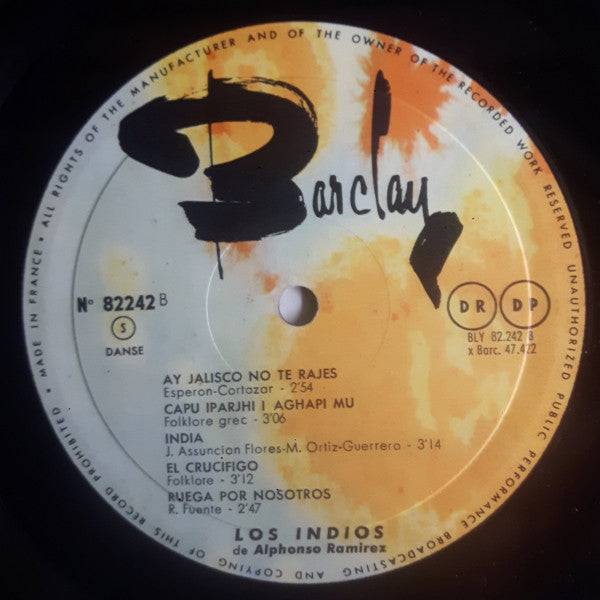 ALL RIGHTS OF THE MANUFACTURER AND OF THE OWNER OF THE RECORDED WORK RESERVED UNAUTHORIZED PUBLIC PERFORMANCE BROADCASTING AND COPYING OF THIS RECORD PROHIBITED • MADE IN FRANCE •
Barclay
Nº 82242 B
S
DANSE
DR DP
BLY 82.242 B
x Barc. 47.422
AY JALISCO NO TE RAJES
Esperon-Cortazar - 2'54
CAPU IPARJHI I AGHAPI MU
Folklore grec - 3'06
INDIA
J. Assuncion Flores-M. Ortiz-Guerrero - 3'14
EL CRUCIFIGO
Folklore - 3'12
RUEGA POR NOSOTROS
R. Fuente - 2'47
LOS INDIOS
de Alphonso Ramirez